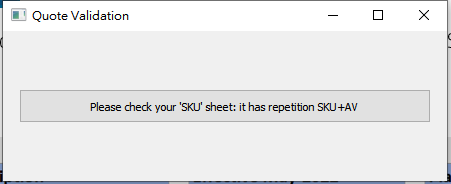 Quote Validation
Please check your 'SKU' sheet: it has repetition SKU+AV